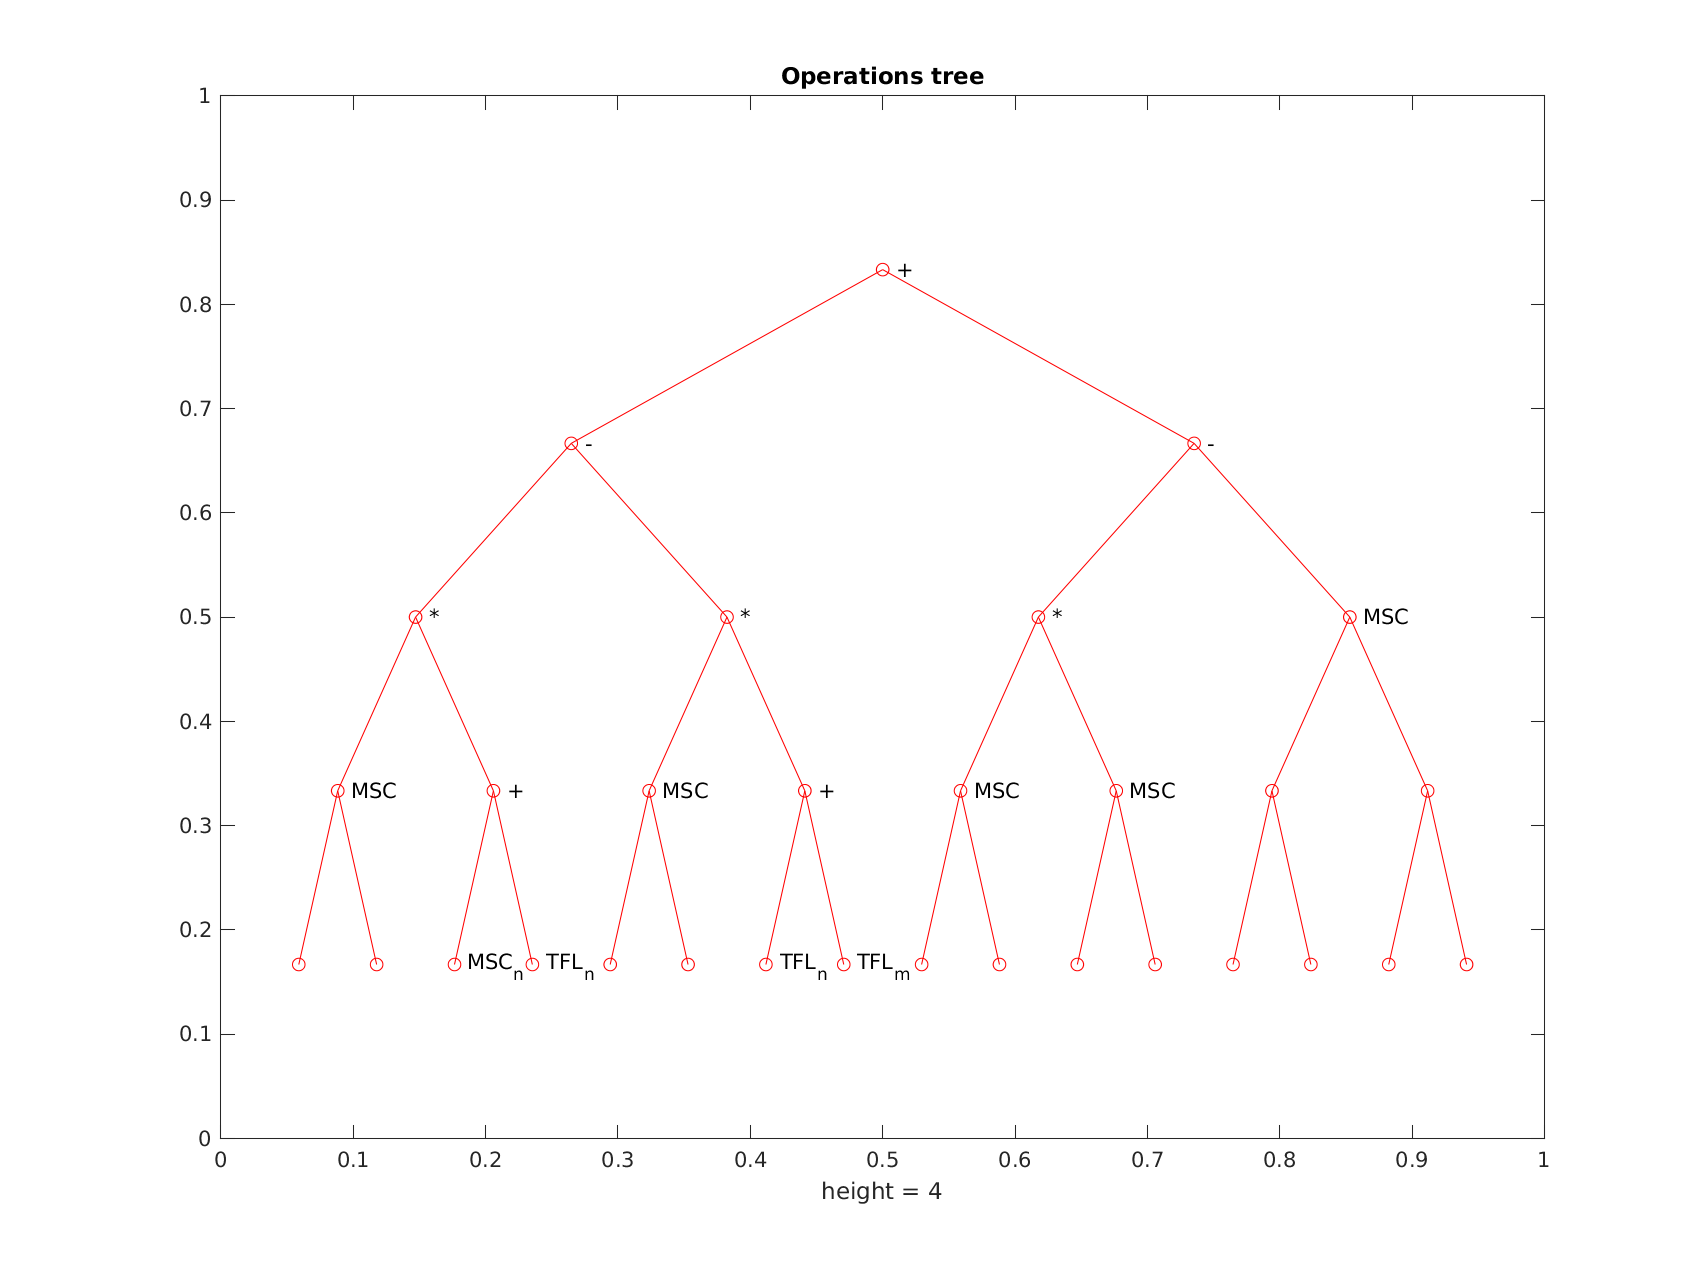 Operations tree
1
0.9
+
0.8
0.7
- -
0.6
0.5 * * * MSC
0.4
MSC + MSC + MSC MSC
0.3
0.2
MSC_n TFL_n TFL_n TFL_m
0.1
0
0 0.1 0.2 0.3 0.4 0.5 0.6 0.7 0.8 0.9 1
height = 4